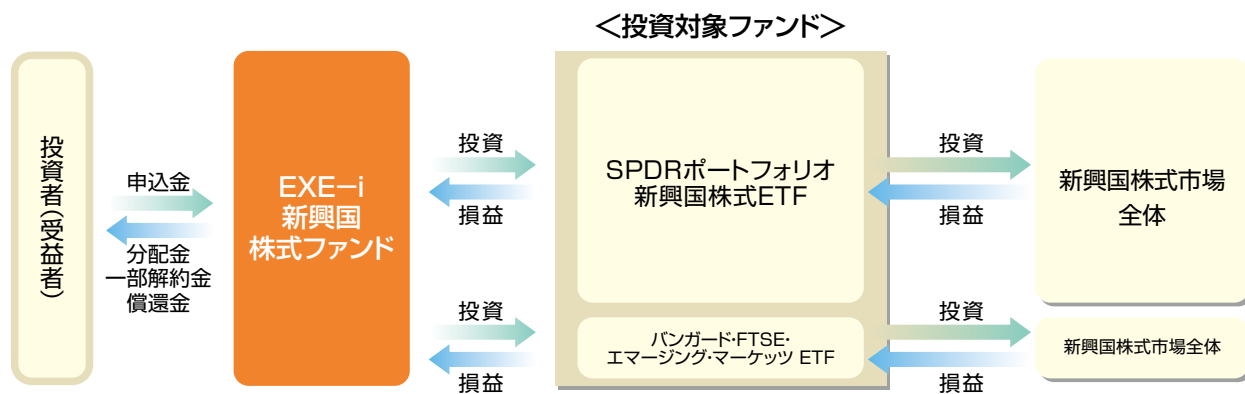 <投資対象ファンド>
投資者(受益者)
申込金
分配金
一部解約金
償還金
EXE-i
新興国
株式ファンド
投資
損益
投資
損益
SPDRポートフォリオ
新興国株式ETF
バンガード・FTSE・
エマージング・マーケッツ ETF
投資
損益
投資
損益
新興国株式市場
全体
新興国株式市場全体